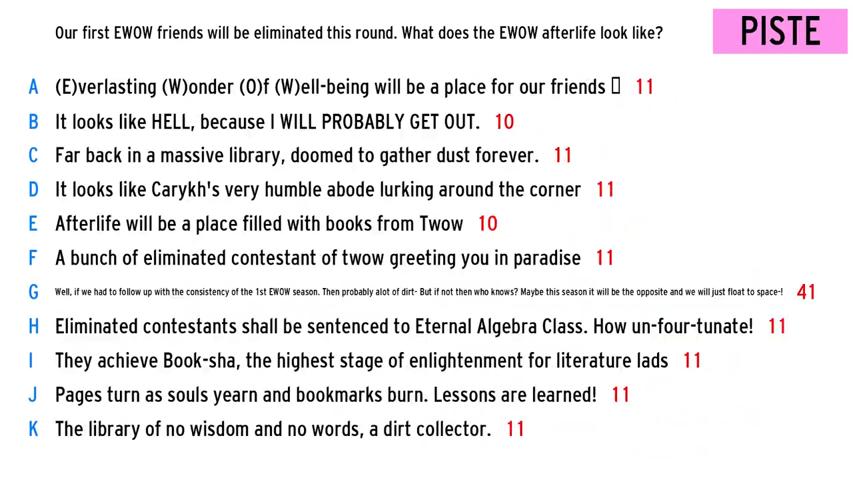 Our first EWOW friends will be eliminated this round. What does the EWOW afterlife look like?
PISTE
A (E)verlasting (W)onder (O)f (W)ell-being will be a place for our friends ▯ 11
B It looks like HELL, because I WILL PROBABLY GET OUT. 10
C Far back in a massive library, doomed to gather dust forever. 11
D It looks like Carykh's very humble abode lurking around the corner 11
E Afterlife will be a place filled with books from Twow 10
F A bunch of eliminated contestant of twow greeting you in paradise 11
G Well, if we had to follow up with the consistency of the 1st EWOW season. Then probably alot of dirt- But if not then who knows? Maybe this season it will be the opposite and we will just float to space-! 41
H Eliminated contestants shall be sentenced to Eternal Algebra Class. How un-four-tunate! 11
I They achieve Book-sha, the highest stage of enlightenment for literature lads 11
J Pages turn as souls yearn and bookmarks burn. Lessons are learned! 11
K The library of no wisdom and no words, a dirt collector. 11